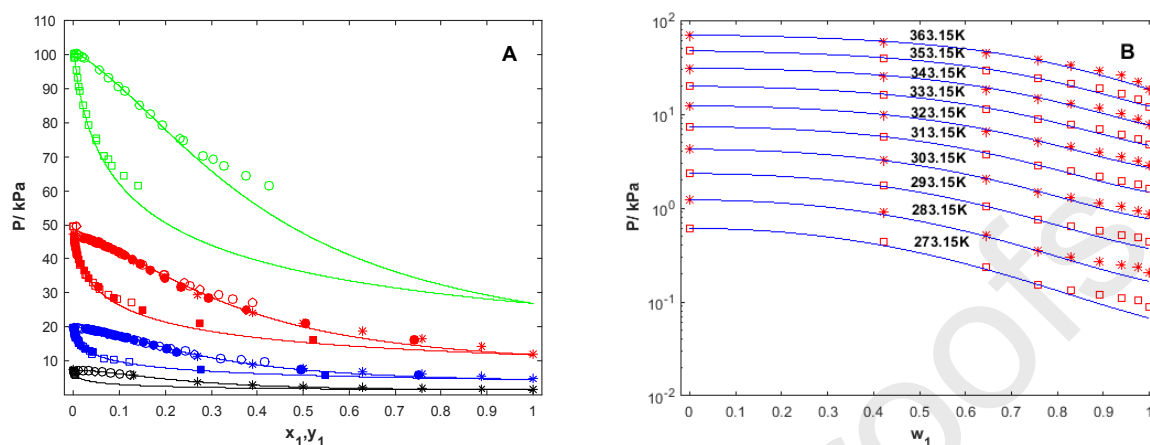 110
100
90
80
70
60
50
40
30
20
10
P/ kPa
A
0 0.1 0.2 0.3 0.4 0.5 0.6 0.7 0.8 0.9 1
x1,y1
10^2
10^1
10^0
10^-1
10^-2
P/ kPa
B
363.15K
353.15K
343.15K
333.15K
323.15K
313.15K
303.15K
293.15K
283.15K
273.15K
0 0.1 0.2 0.3 0.4 0.5 0.6 0.7 0.8 0.9 1
w1
ofs